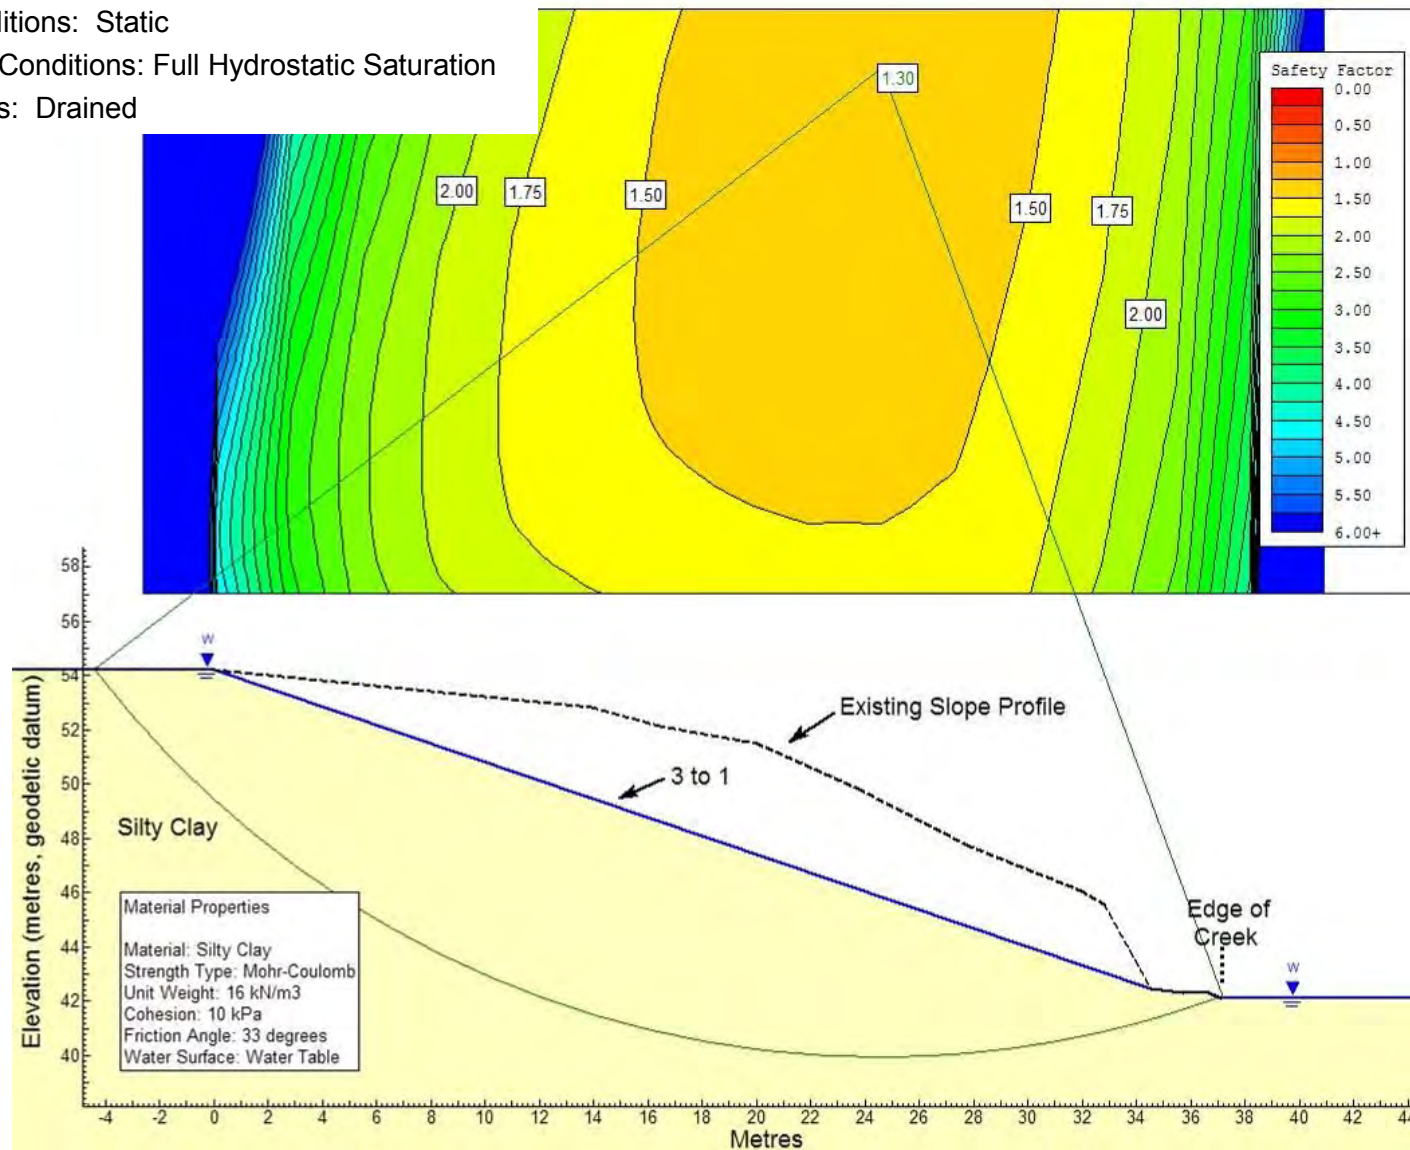 ditions: Static
Conditions: Full Hydrostatic Saturation
s: Drained
1.30
Safety Factor
0.00
0.50
1.00
1.50
2.00
2.50
3.00
3.50
4.00
4.50
5.00
5.50
6.00+
2.00
1.75
1.50
1.50
1.75
2.00
58
56
54
52
50
48
46
44
42
40
Elevation (metres, geodetic datum)
W
Existing Slope Profile
3 to 1
Silty Clay
Material Properties
Material: Silty Clay
Strength Type: Mohr-Coulomb
Unit Weight: 16 kN/m3
Cohesion: 10 kPa
Friction Angle: 33 degrees
Water Surface: Water Table
Edge of
Creek
W
-4 -2 0 2 4 6 8 10 12 14 16 18 20 22 24 26 28 30 32 34 36 38 40 42 44
Metres